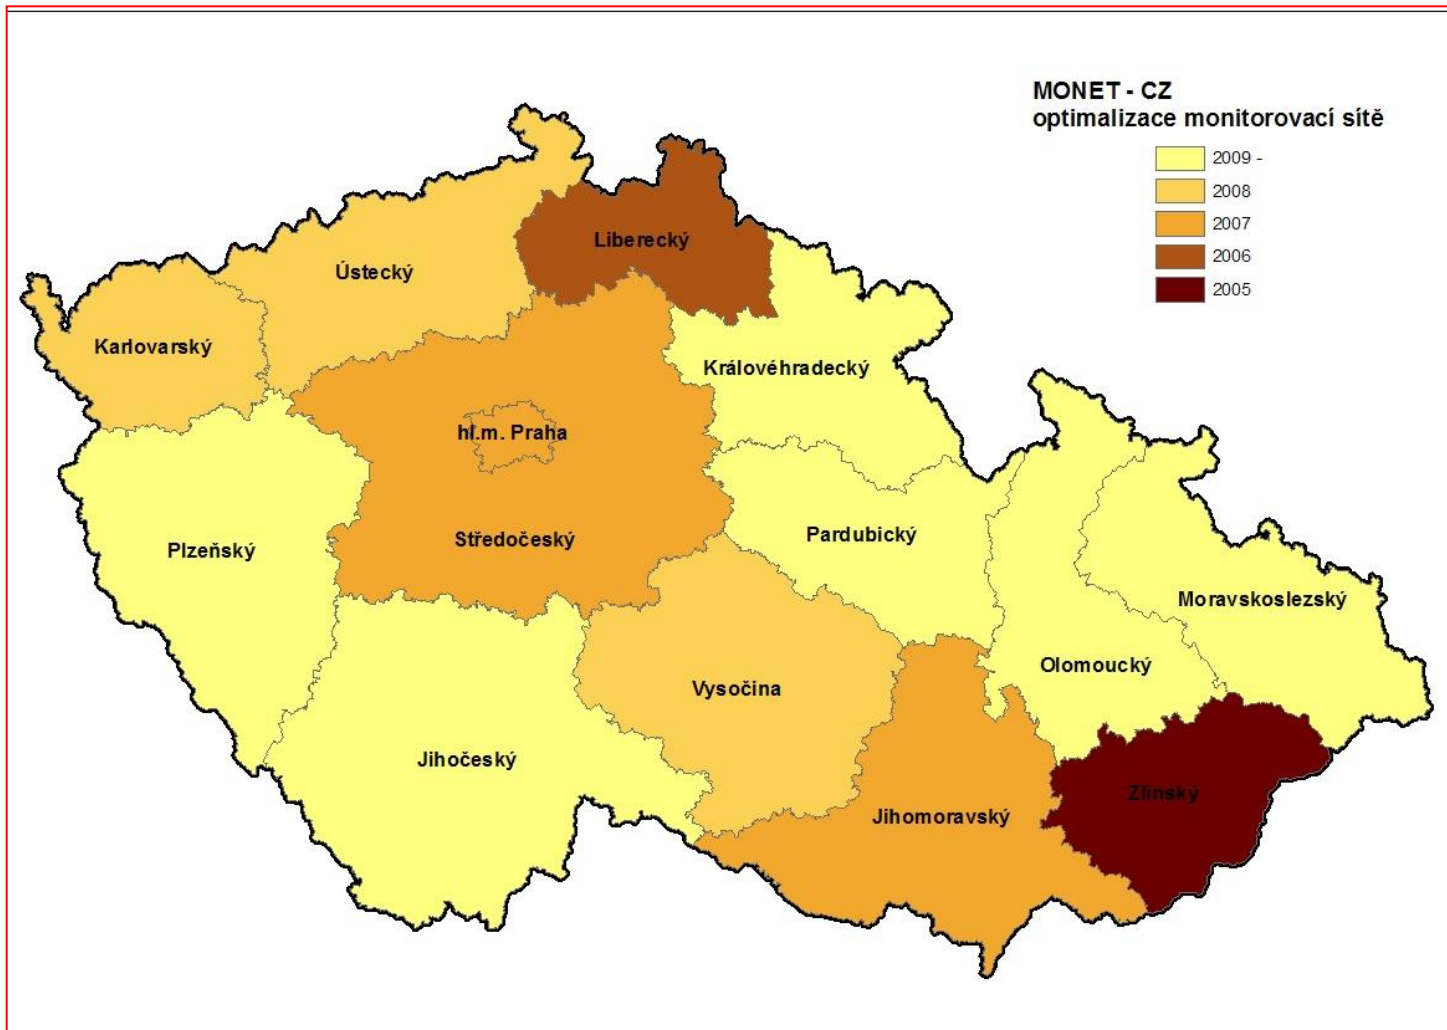 MONET - CZ
optimalizace monitorovací sítě
2009 -
2008
2007
2006
2005
Liberecký
Ústecký
Karlovarský
Královéhradecký
hl.m. Praha
Středočeský
Pardubický
Plzeňský
Moravskoslezský
Olomoucký
Vysočina
Jihočeský
Zlínský
Jihomoravský